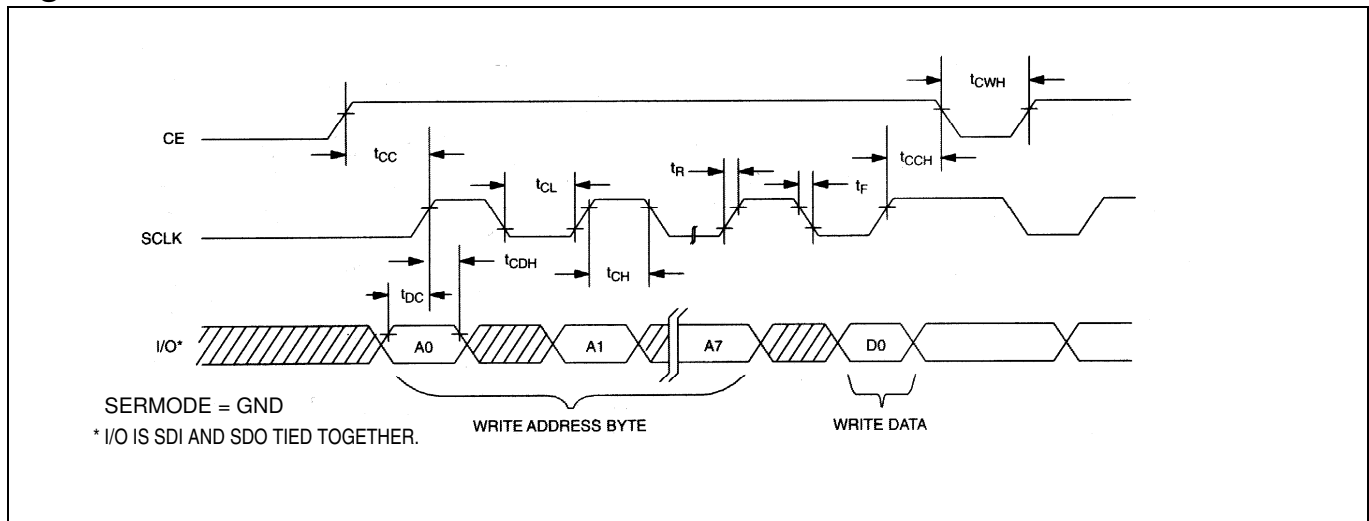 tCWH
CE
tCC
tCCH
tCL
tR
tF
SCLK
tCDH
tCH
tDC
I/O*
A0
A1
A7
D0
SERMODE = GND
WRITE ADDRESS BYTE
WRITE DATA
* I/O IS SDI AND SDO TIED TOGETHER.